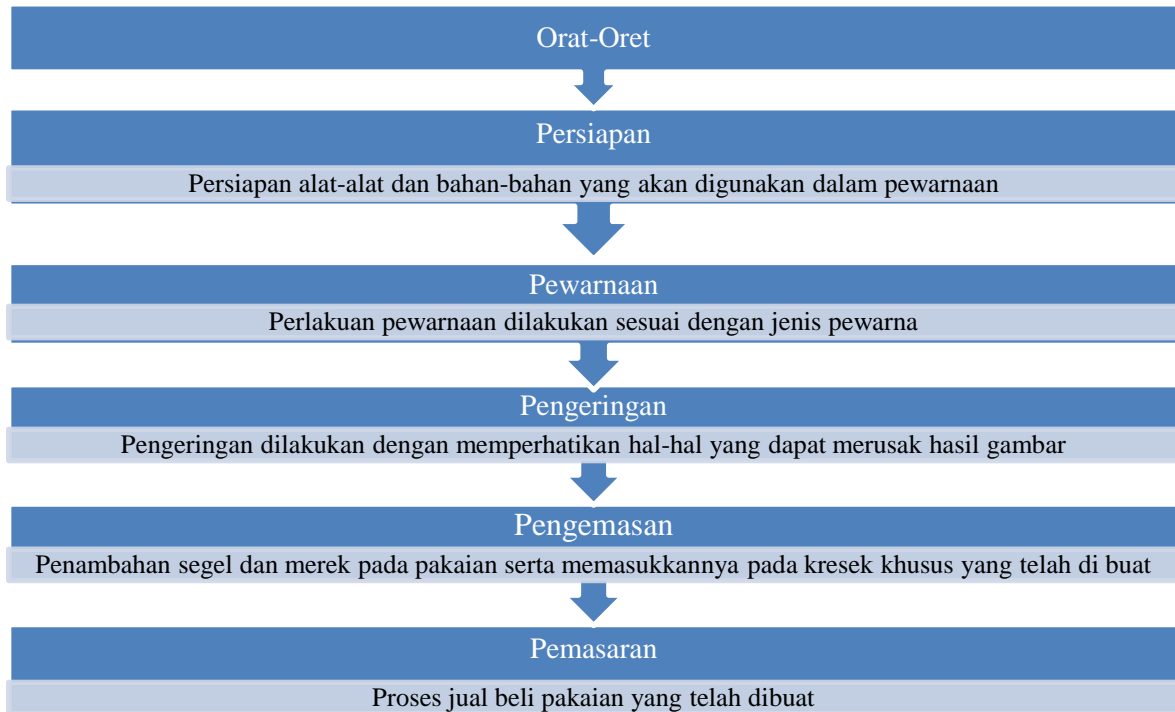 Orat-Oret
Persiapan
Persiapan alat-alat dan bahan-bahan yang akan digunakan dalam pewarnaan
Pewarnaan
Perlakuan pewarnaan dilakukan sesuai dengan jenis pewarna
Pengeringan
Pengeringan dilakukan dengan memperhatikan hal-hal yang dapat merusak hasil gambar
Pengemasan
Penambahan segel dan merek pada pakaian serta memasukkannya pada kresek khusus yang telah di buat
Pemasaran
Proses jual beli pakaian yang telah dibuat